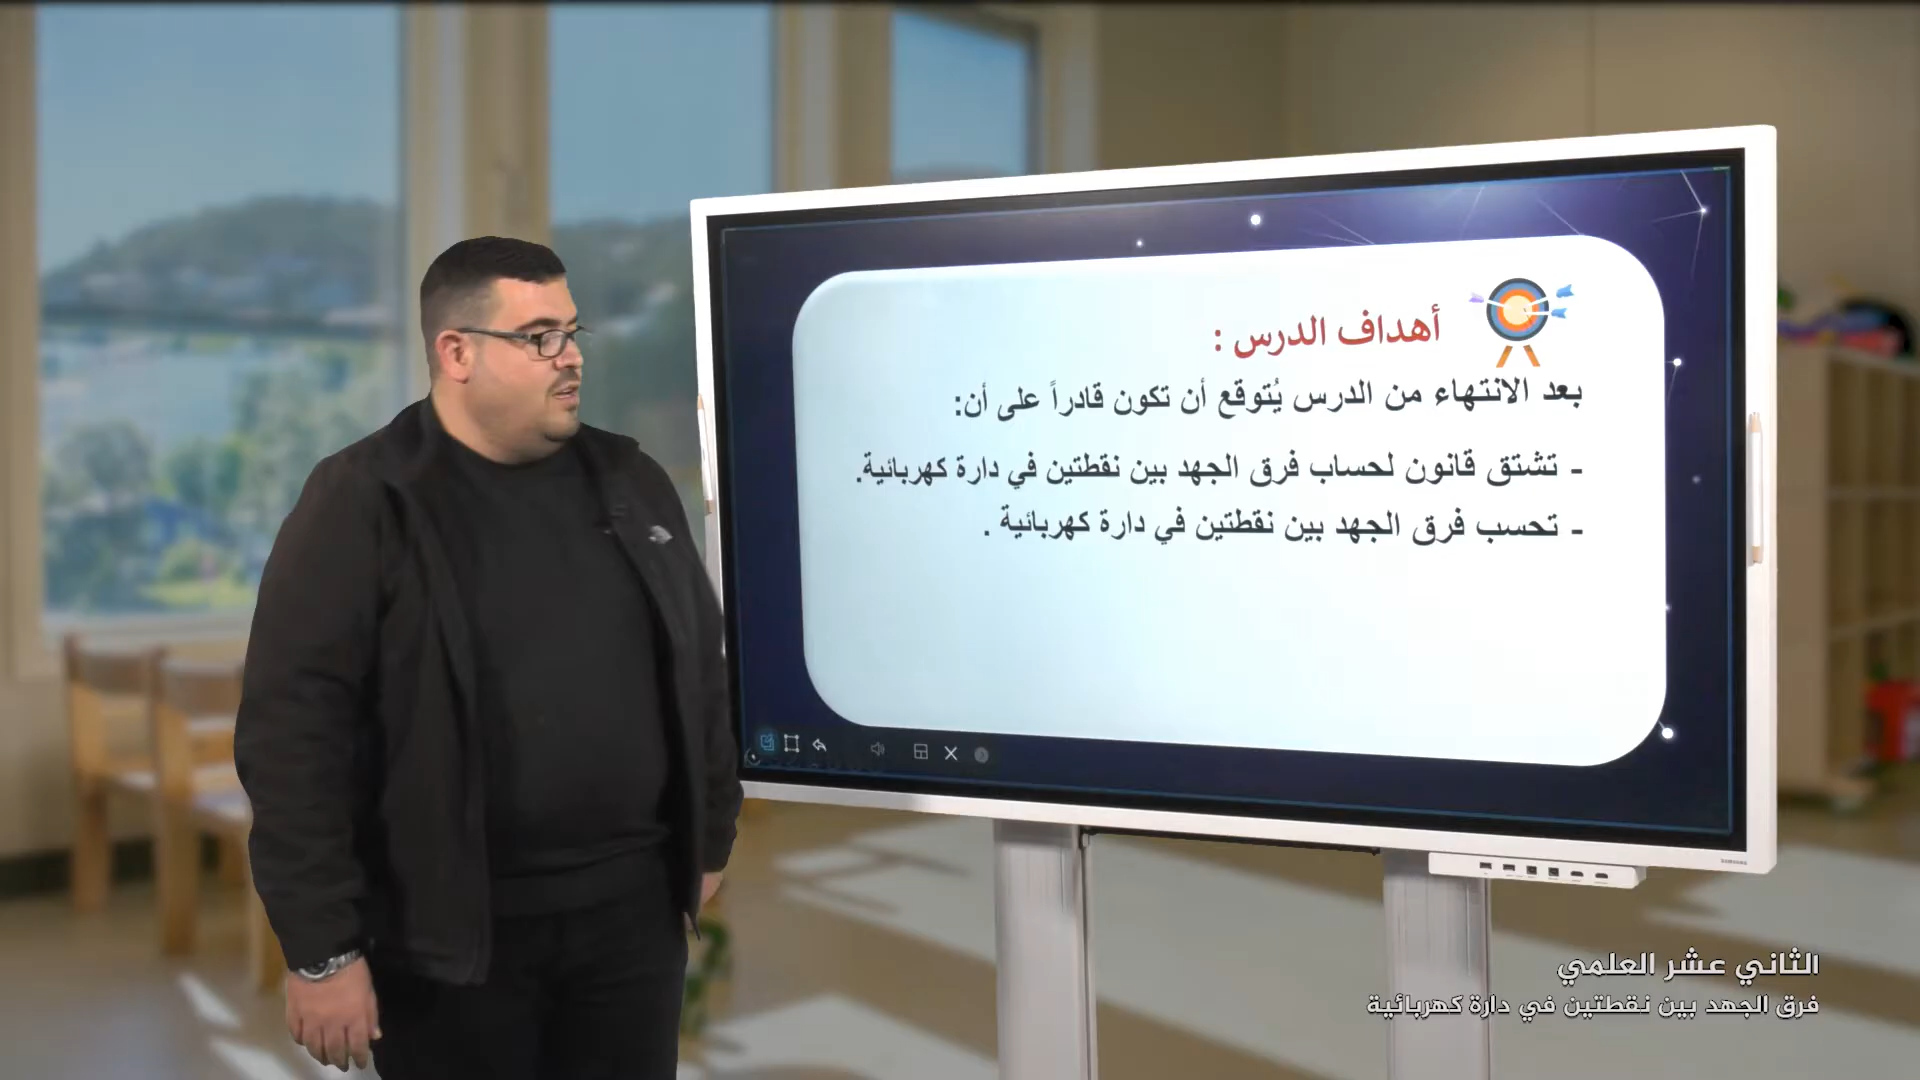 أهداف الدرس :
بعد الانتهاء من الدرس يُتوقع أن تكون قادراً على أن:
- تشتق قانون لحساب فرق الجهد بين نقطتين في دارة كهربائية.
- تحسب فرق الجهد بين نقطتين في دارة كهربائية .
SAMSUNG
الثاني عشر العلمي
فرق الجهد بين نقطتين في دارة كهربائية